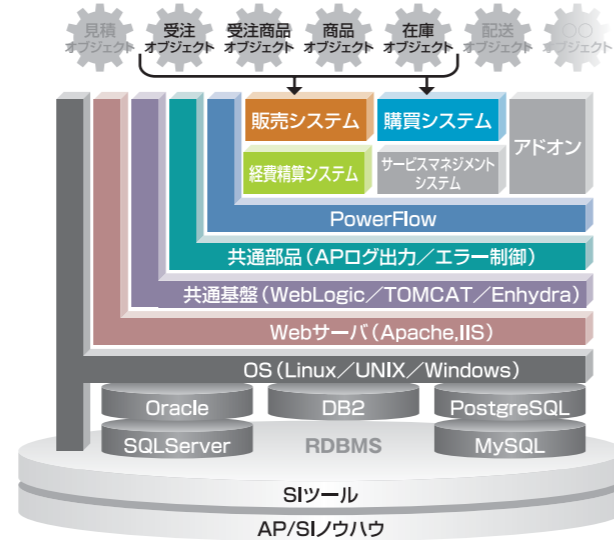 見積
オブジェクト
受注
オブジェクト
受注商品
オブジェクト
商品
オブジェクト
在庫
オブジェクト
配送
オブジェクト
〇〇
オブジェクト
販売システム
購買システム
アドオン
経費精算システム
サービスマネジメント
システム
PowerFlow
共通部品（APログ出力／エラー制御）
共通基盤（WebLogic／TOMCAT／Enhydra）
Webサーバ（Apache,IIS）
OS（Linux／UNIX／Windows）
Oracle
DB2
PostgreSQL
SQLServer
RDBMS
MySQL
SIツール
AP/SIノウハウ